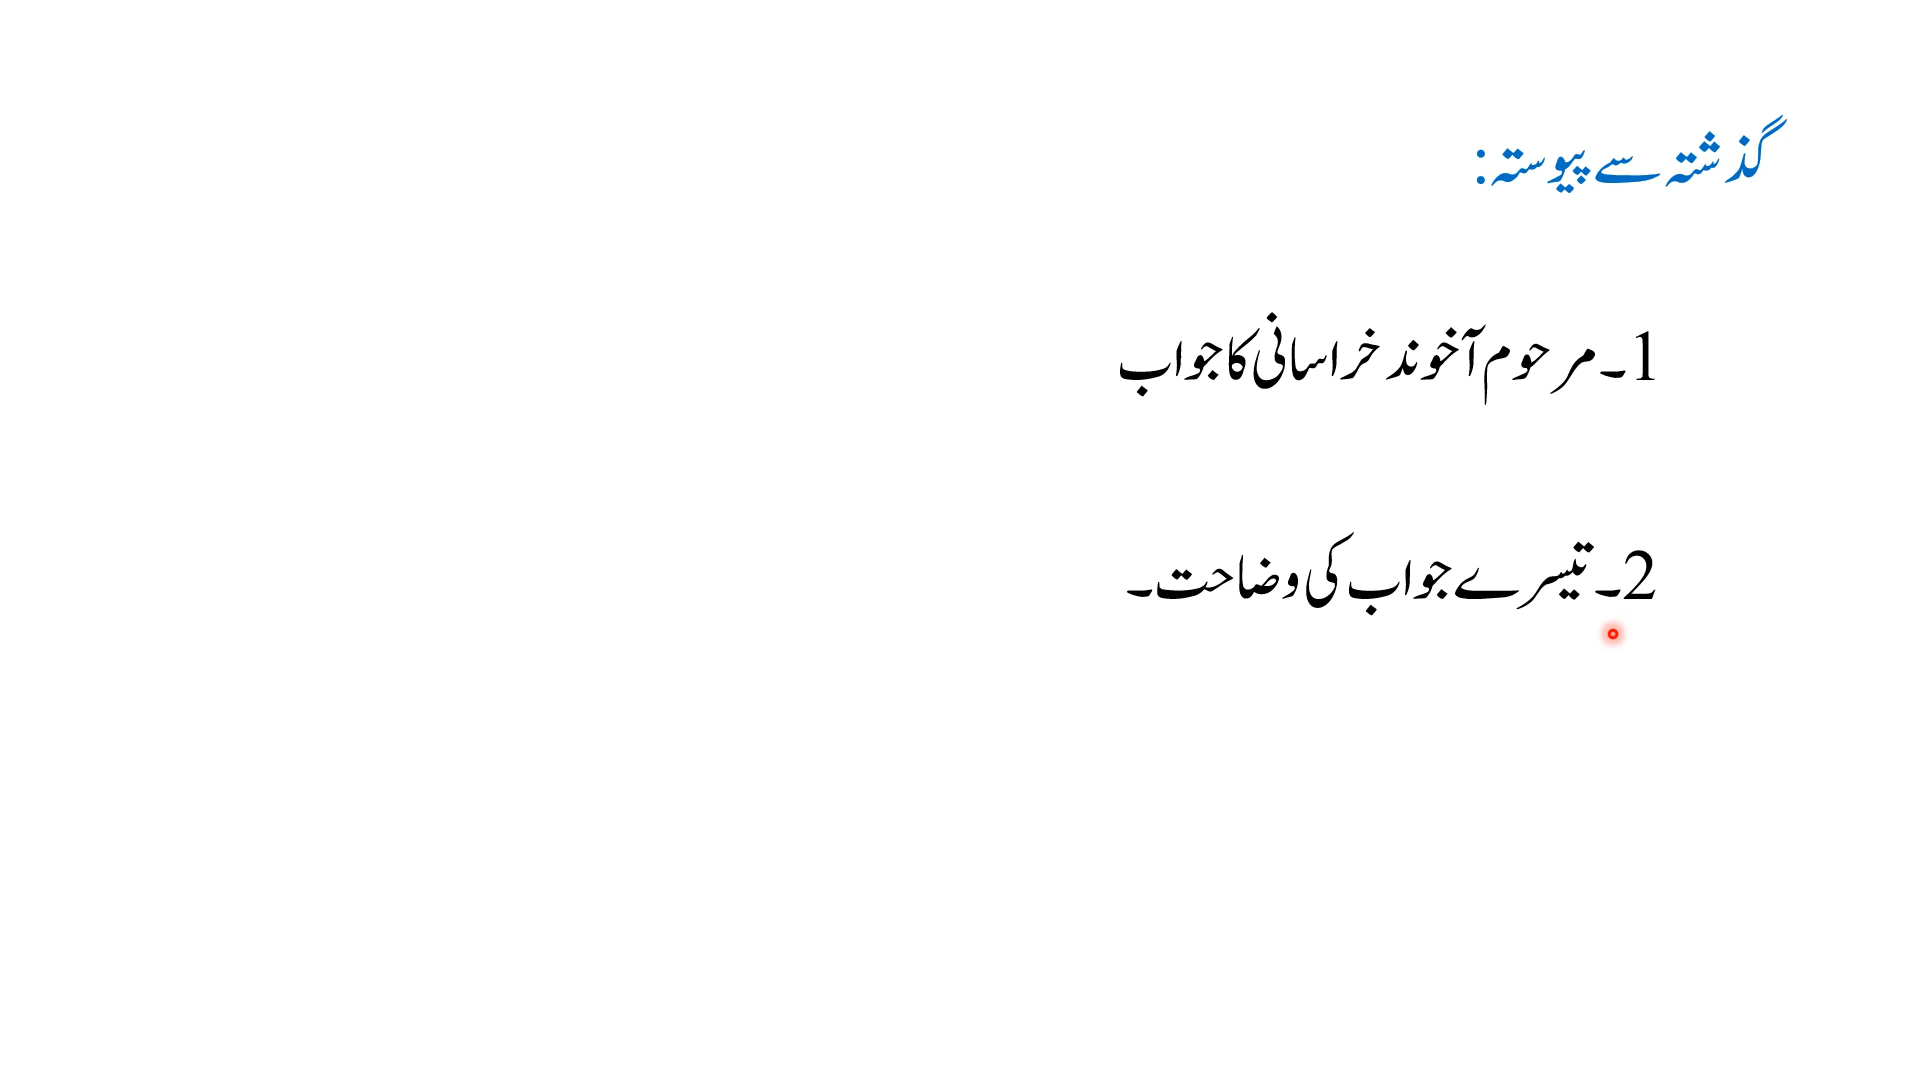 گذشتہ سے پیوستہ:
1۔مرحوم آخوند خراسانی کا جواب
2۔تیسرے جواب کی وضاحت۔